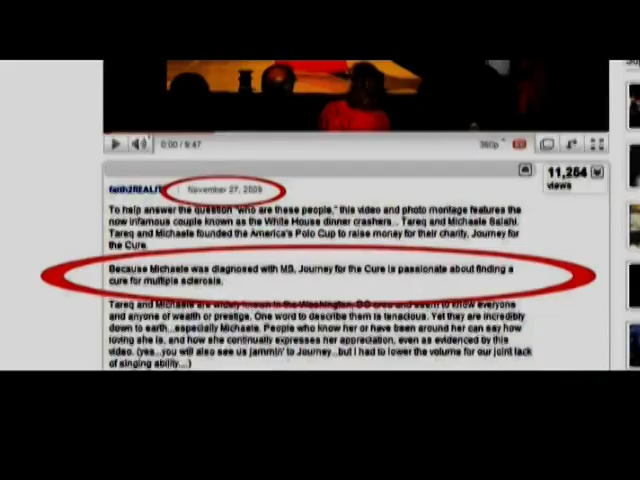 0:00 / 9:47
360p
11,264
views
faith2REALITY
November 27, 2009
To help answer the question "who are these people," this video and photo montage features the
now infamous couple known as the White House dinner crashers... Tareq and Michaele Salahi.
Tareq and Michaele founded the America's Polo Cup to raise money for their charity, Journey for
the Cure.
Because Michaele was diagnosed with MS, Journey for the Cure is passionate about finding a
cure for multiple sclerosis.
Tareq and Michaele are widely known in the Washington, DC area and seem to know everyone
and anyone of wealth or prestige. One word to describe them is tenacious. Yet they are incredibly
down to earth...especially Michaele. People who know her or have been around her can say how
loving she is, and how she continually expresses her appreciation, even as evidenced by this
video. (yes...you will also see us jammin' to Journey...but I had to lower the volume for our joint lack
of singing ability....)